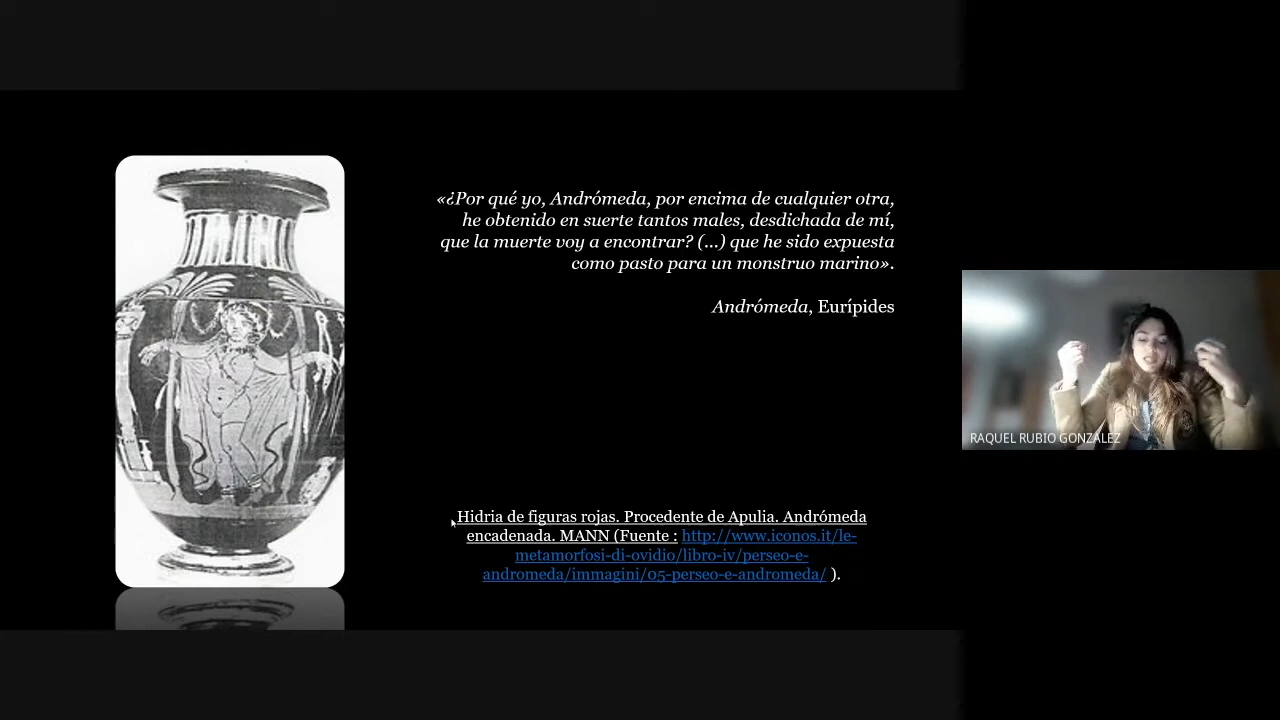 «¿Por qué yo, Andrómeda, por encima de cualquier otra,
he obtenido en suerte tantos males, desdichada de mí,
que la muerte voy a encontrar? (...) que he sido expuesta
como pasto para un monstruo marino».
Andrómeda, Eurípides
Hidria de figuras rojas. Procedente de Apulia. Andrómeda
encadenada. MANN (Fuente : http://www.iconos.it/le-
metamorfosi-di-ovidio/libro-iv/perseo-e-
andromeda/immagini/05-perseo-e-andromeda/ ).
RAQUEL RUBIO GONZALEZ